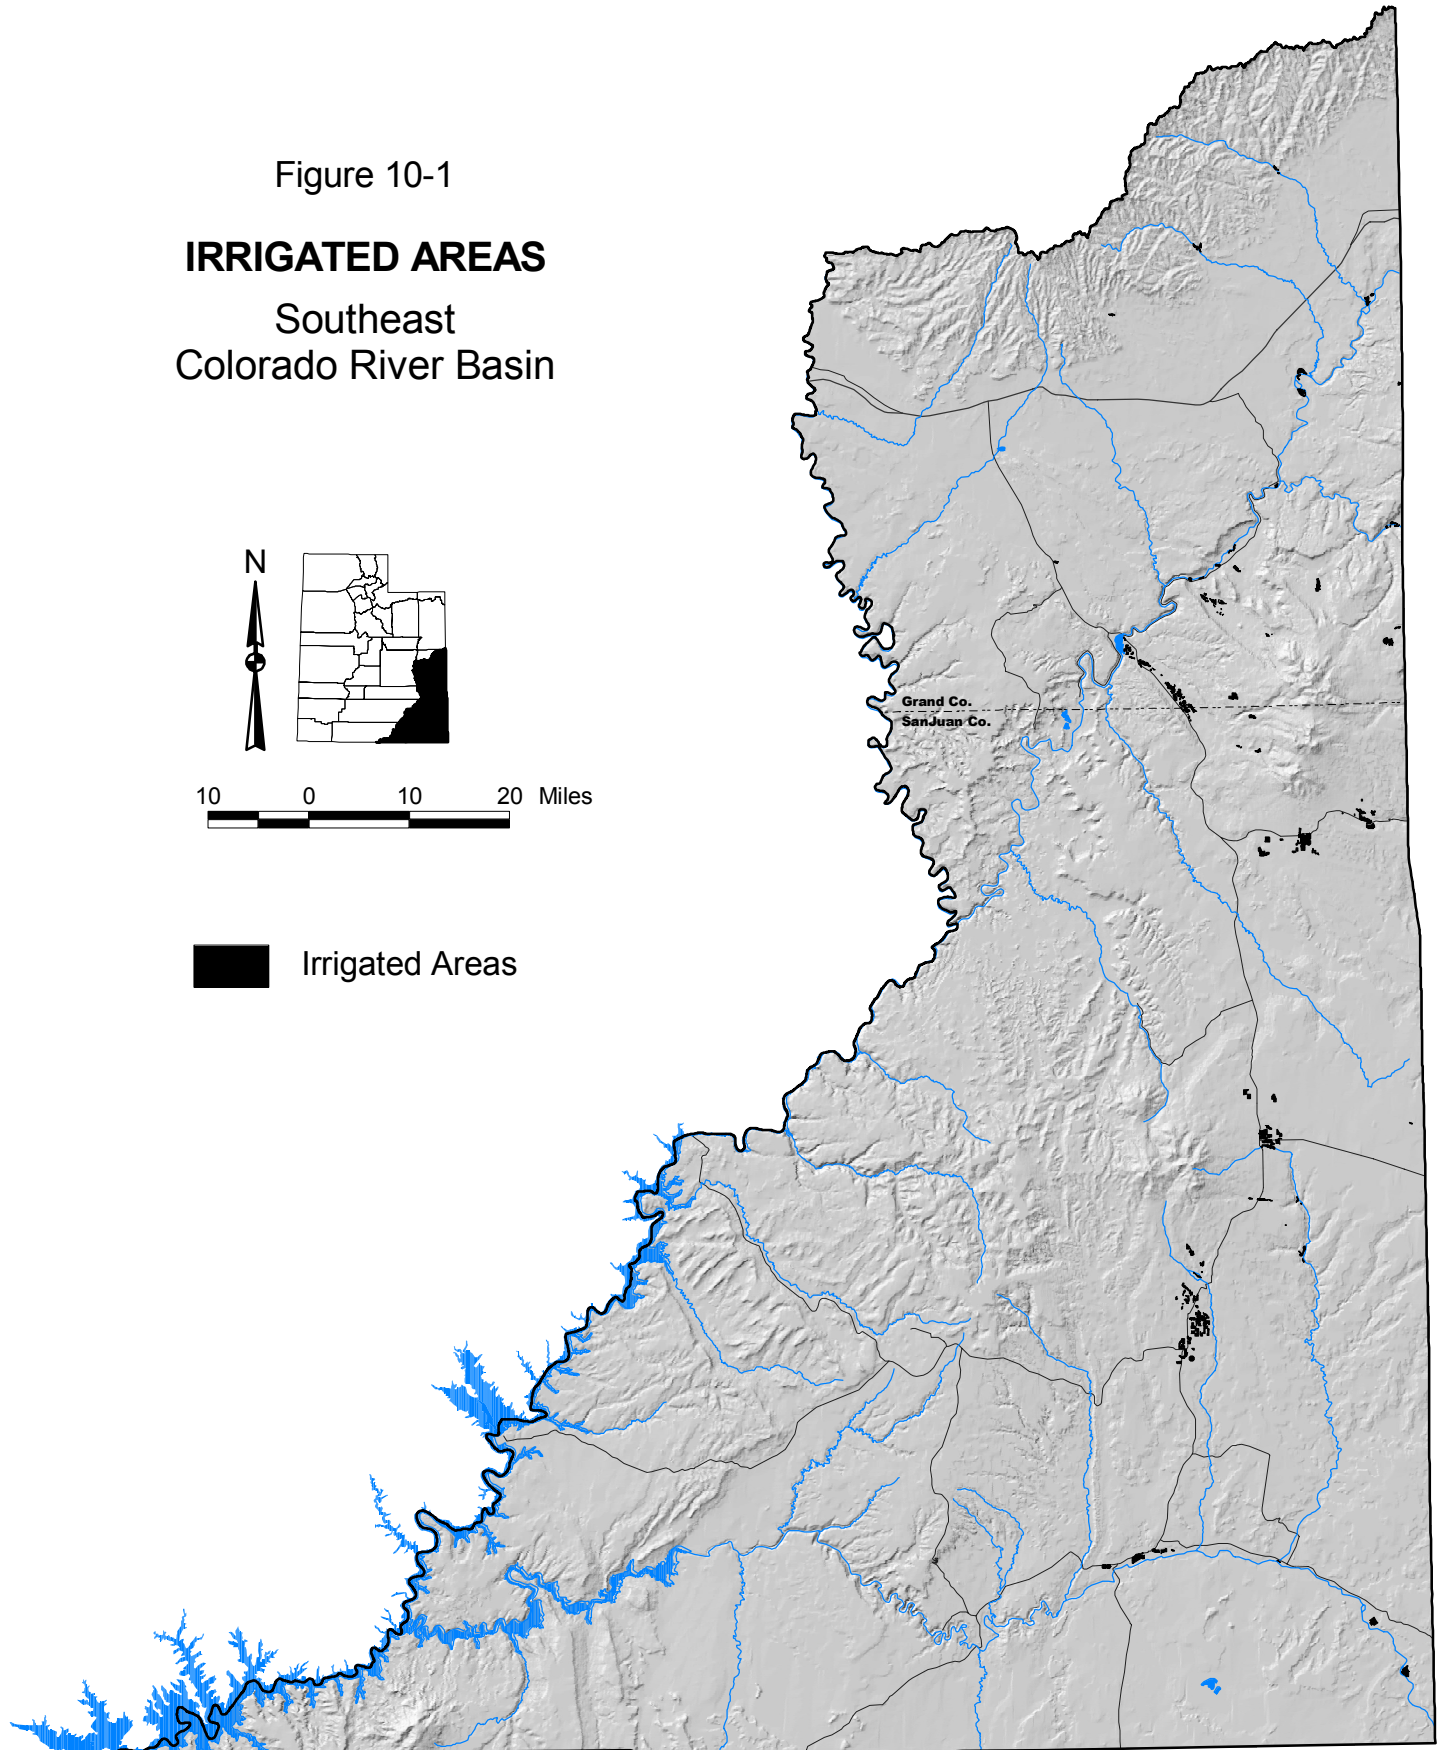 Figure 10-1
IRRIGATED AREAS
Southeast
Colorado River Basin
N
10 0 10 20 Miles
Irrigated Areas
Grand Co.
SanJuan Co.